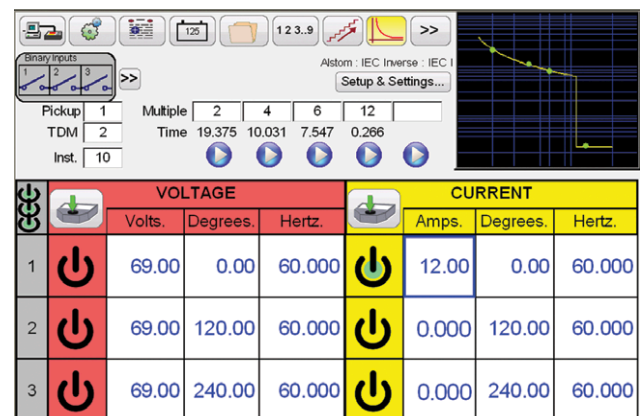 125
1 2 3..9
>>
Binary Inputs
1 2 3
>>
Alstom : IEC Inverse : IEC I
Setup & Settings...
Pickup 1 Multiple 2 4 6 12
TDM 2 Time 19.375 10.031 7.547 0.266
Inst. 10
VOLTAGE CURRENT
Volts. Degrees. Hertz. Amps. Degrees. Hertz.
1 69.00 0.00 60.000 12.00 0.00 60.000
2 69.00 120.00 60.000 0.000 120.00 60.000
3 69.00 240.00 60.000 0.000 240.00 60.000